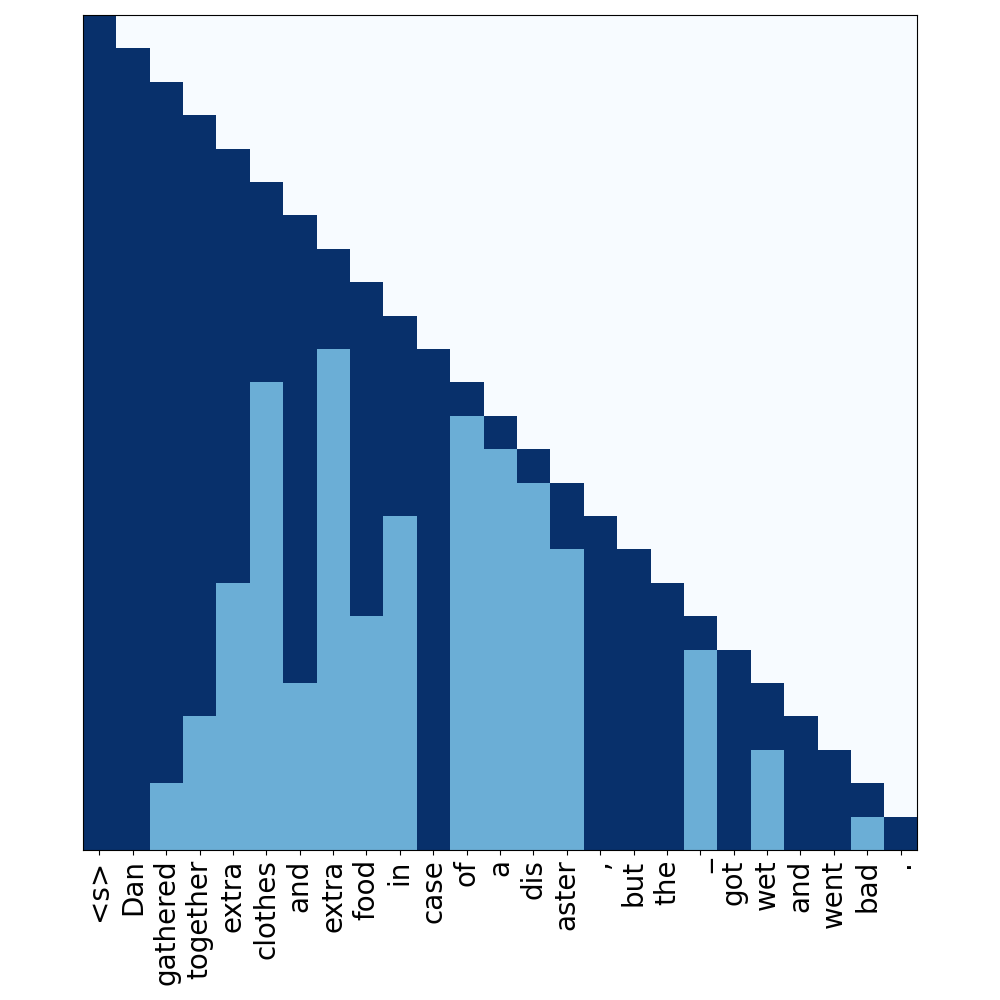 <s> Dan gathered together extra clothes and extra food in case of a dis aster , but the _ got wet and went bad .